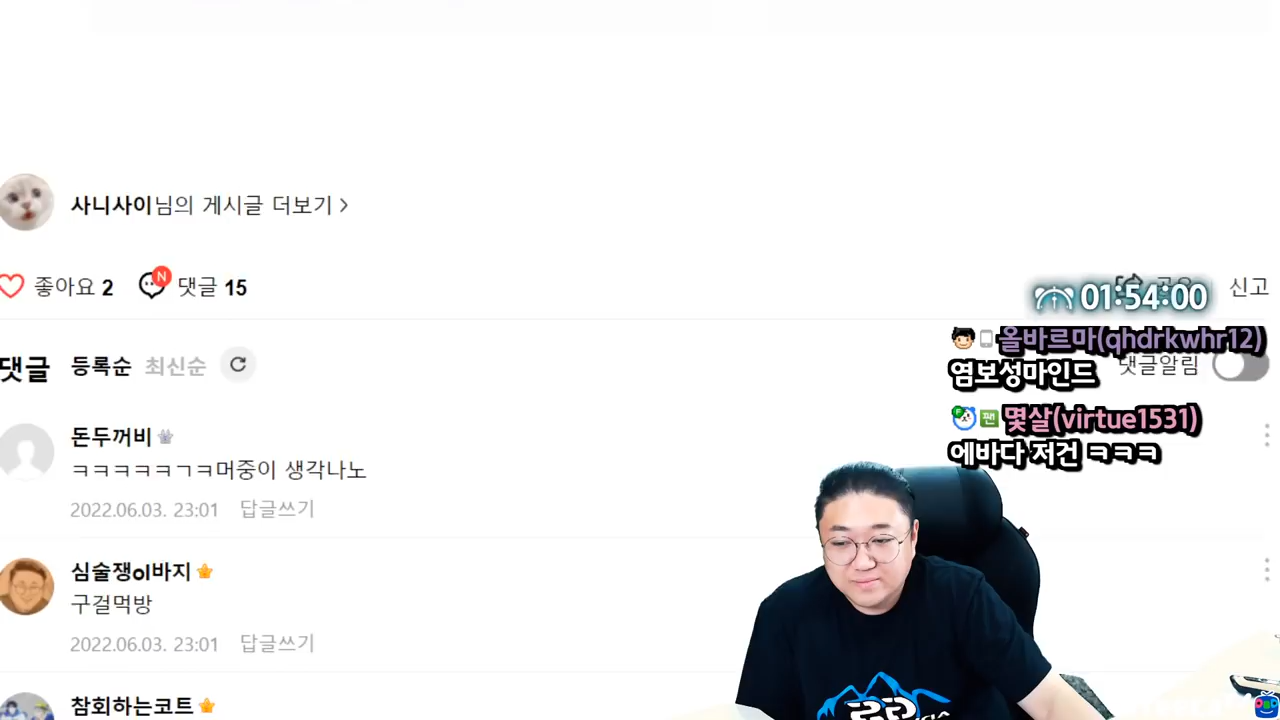 사니사이님의 게시글 더보기 >
좋아요 2 N 댓글 15
신고
01:54:00
올바르마(qhdrkwhr12)
염보성마인드
댓글 등록순 최신순
댓글알림
몇살(virtue1531)
에바다 저건 ㅋㅋㅋ
돈두꺼비
ㅋㅋㅋㅋㅋㄱㅋ머중이 생각나노
2022.06.03. 23:01 답글쓰기
심술쟁ol바지
구걸먹방
2022.06.03. 23:01 답글쓰기
참회하는코트